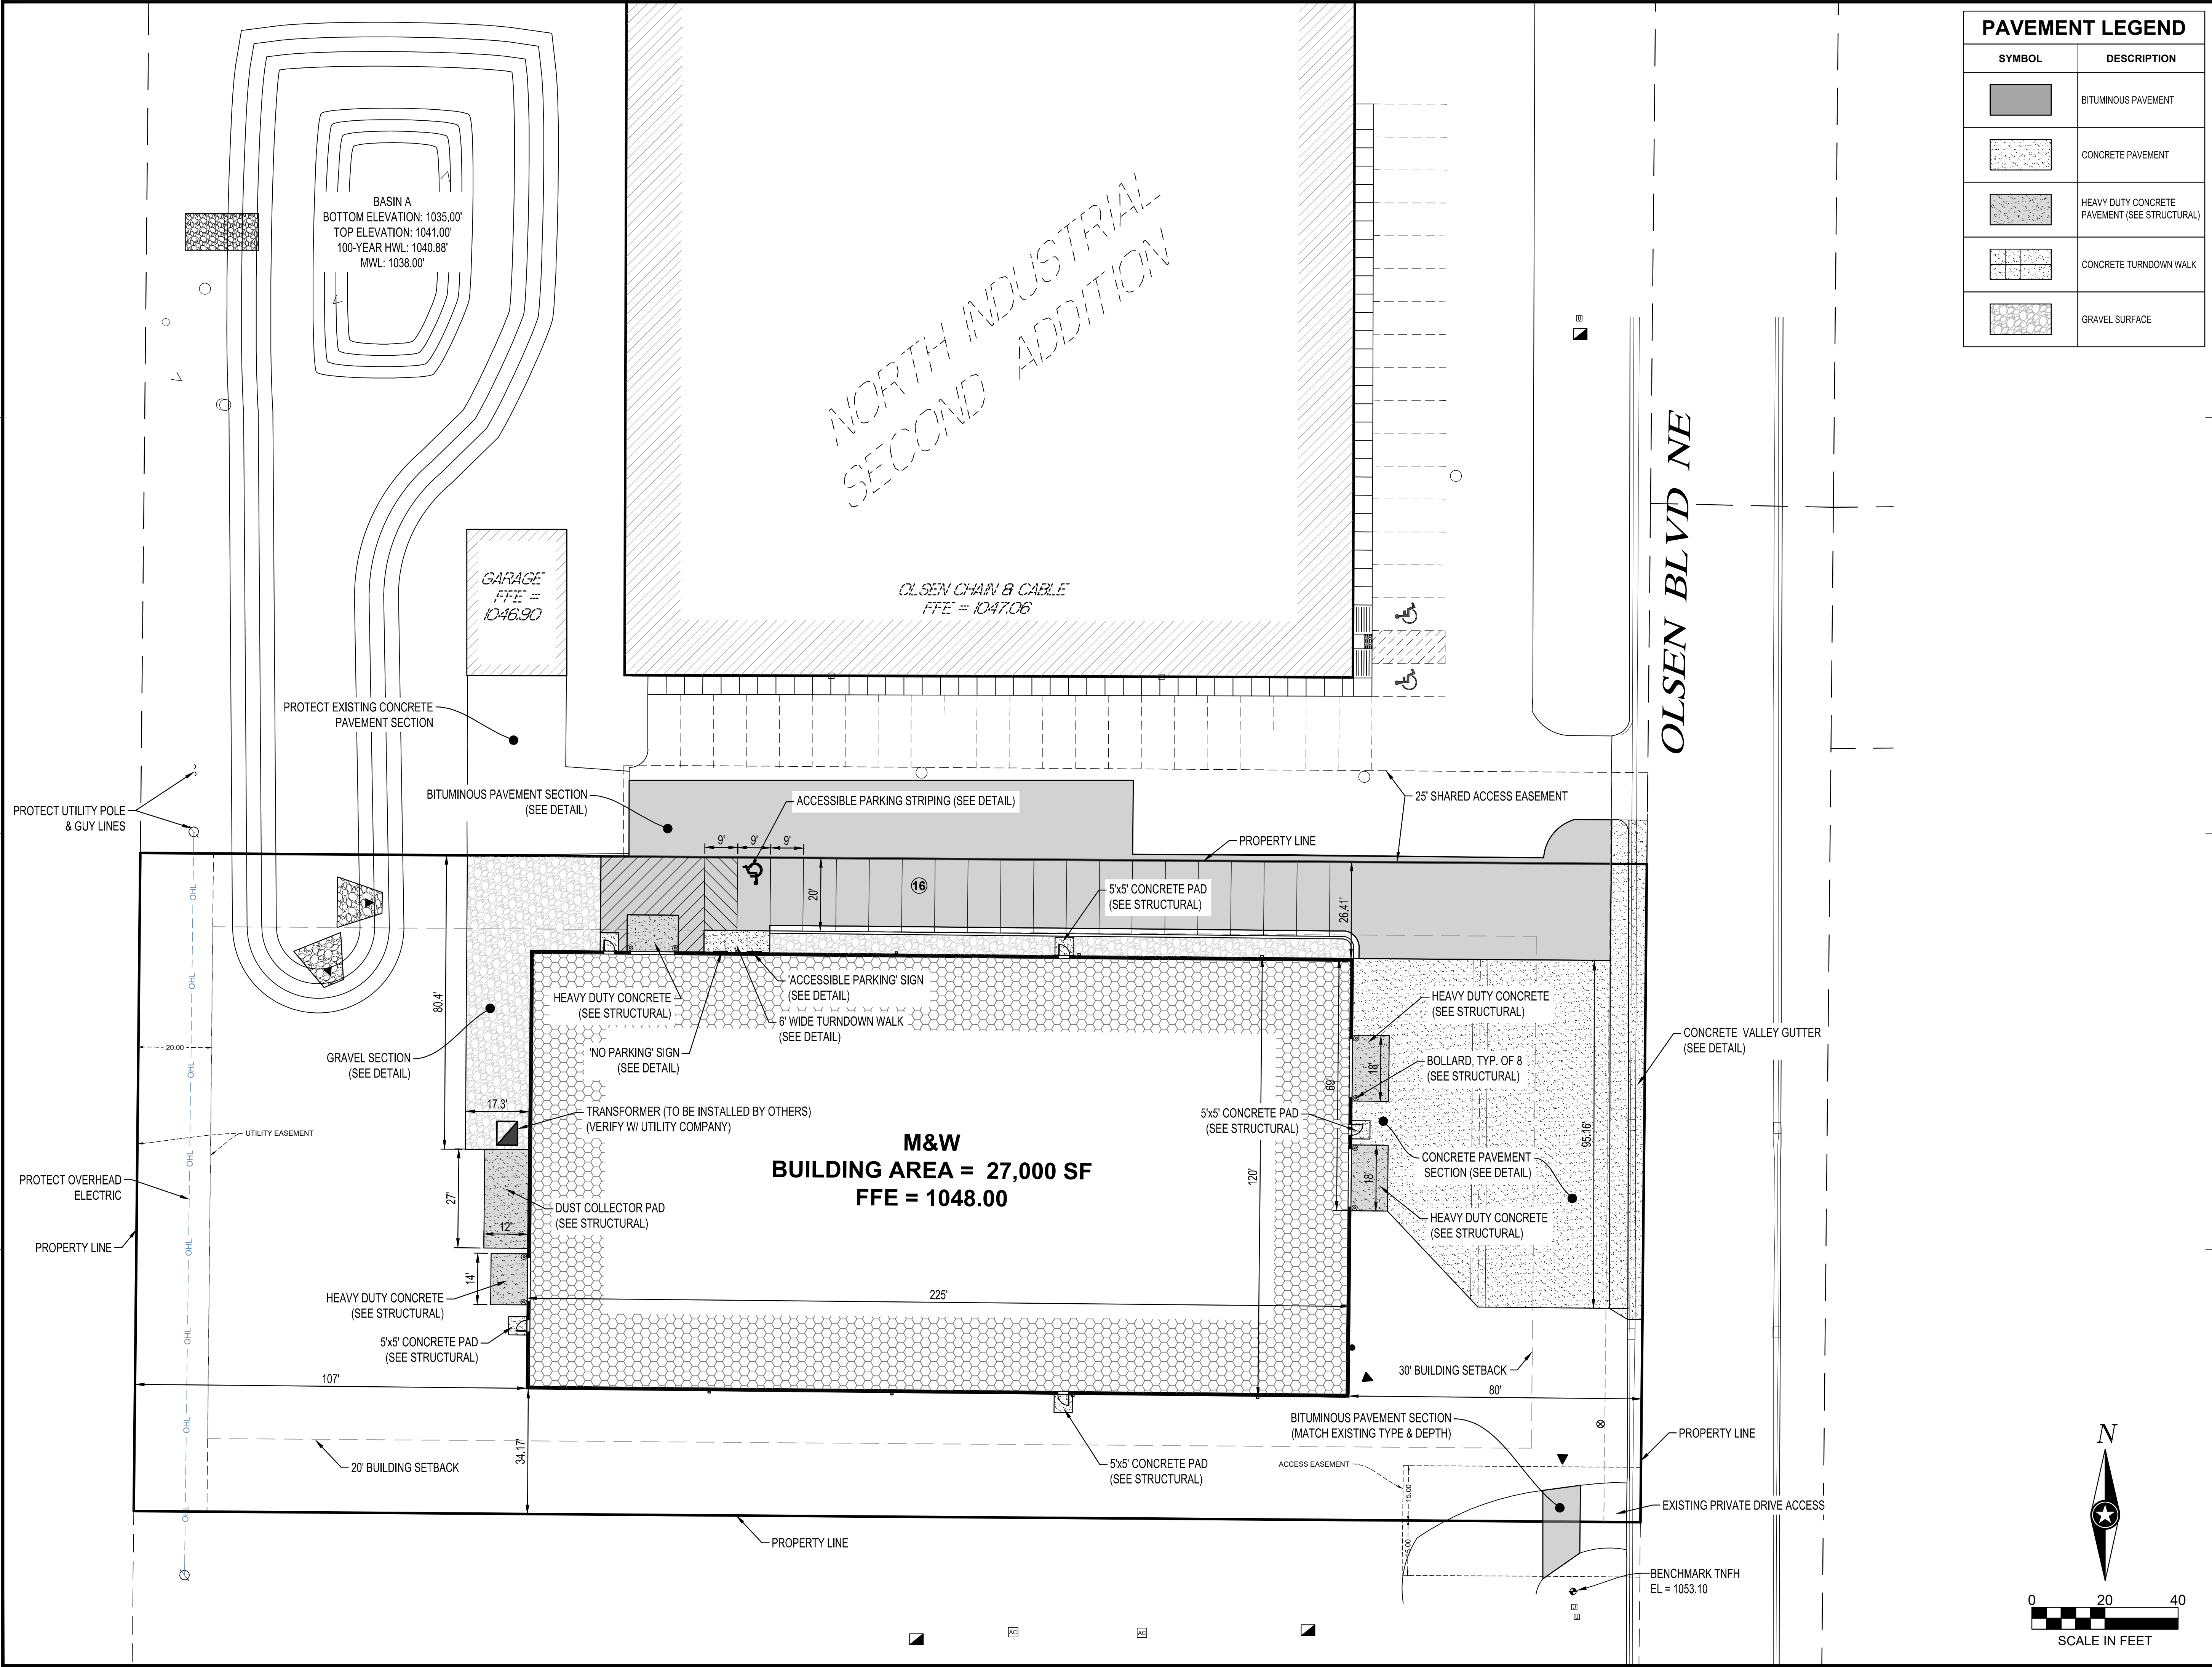 PAVEMENT LEGEND
SYMBOL
DESCRIPTION
BITUMINOUS PAVEMENT
CONCRETE PAVEMENT
HEAVY DUTY CONCRETE
PAVEMENT (SEE STRUCTURAL)
CONCRETE TURNDOWN WALK
GRAVEL SURFACE
BASIN A
BOTTOM ELEVATION: 1035.00'
TOP ELEVATION: 1041.00'
100-YEAR HWL: 1040.88'
MWL: 1038.00'
NORTH INDUSTRIAL
SECOND ADDITION
OLSEN BLVD NE
GARAGE
FFE =
1046.90
OLSEN CHAIN & CABLE
FFE = 1047.06
PROTECT EXISTING CONCRETE
PAVEMENT SECTION
PROTECT UTILITY POLE
& GUY LINES
BITUMINOUS PAVEMENT SECTION
(SEE DETAIL)
ACCESSIBLE PARKING STRIPING (SEE DETAIL)
25' SHARED ACCESS EASEMENT
PROPERTY LINE
9'
9'
9'
20'
16
5'x5' CONCRETE PAD
(SEE STRUCTURAL)
26.41'
OHL
OHL
OHL
OHL
OHL
OHL
OHL
OHL
80.4'
20.00
HEAVY DUTY CONCRETE
(SEE STRUCTURAL)
'ACCESSIBLE PARKING' SIGN
(SEE DETAIL)
6' WIDE TURNDOWN WALK
(SEE DETAIL)
'NO PARKING' SIGN
(SEE DETAIL)
GRAVEL SECTION
(SEE DETAIL)
HEAVY DUTY CONCRETE
(SEE STRUCTURAL)
CONCRETE VALLEY GUTTER
(SEE DETAIL)
BOLLARD, TYP. OF 8
(SEE STRUCTURAL)
18'
69'
17.3'
TRANSFORMER (TO BE INSTALLED BY OTHERS)
(VERIFY W/ UTILITY COMPANY)
5'x5' CONCRETE PAD
(SEE STRUCTURAL)
UTILITY EASEMENT
M&W
BUILDING AREA = 27,000 SF
FFE = 1048.00
120'
95.16'
CONCRETE PAVEMENT
SECTION (SEE DETAIL)
18'
PROTECT OVERHEAD
ELECTRIC
27'
DUST COLLECTOR PAD
(SEE STRUCTURAL)
12'
HEAVY DUTY CONCRETE
(SEE STRUCTURAL)
PROPERTY LINE
14'
HEAVY DUTY CONCRETE
(SEE STRUCTURAL)
225'
5'x5' CONCRETE PAD
(SEE STRUCTURAL)
107'
30' BUILDING SETBACK
80'
BITUMINOUS PAVEMENT SECTION
(MATCH EXISTING TYPE & DEPTH)
PROPERTY LINE
34.17'
20' BUILDING SETBACK
5'x5' CONCRETE PAD
(SEE STRUCTURAL)
ACCESS EASEMENT
15.00
15.00
EXISTING PRIVATE DRIVE ACCESS
PROPERTY LINE
BENCHMARK TNFH
EL = 1053.10
AC
AC
N
0 20 40
SCALE IN FEET